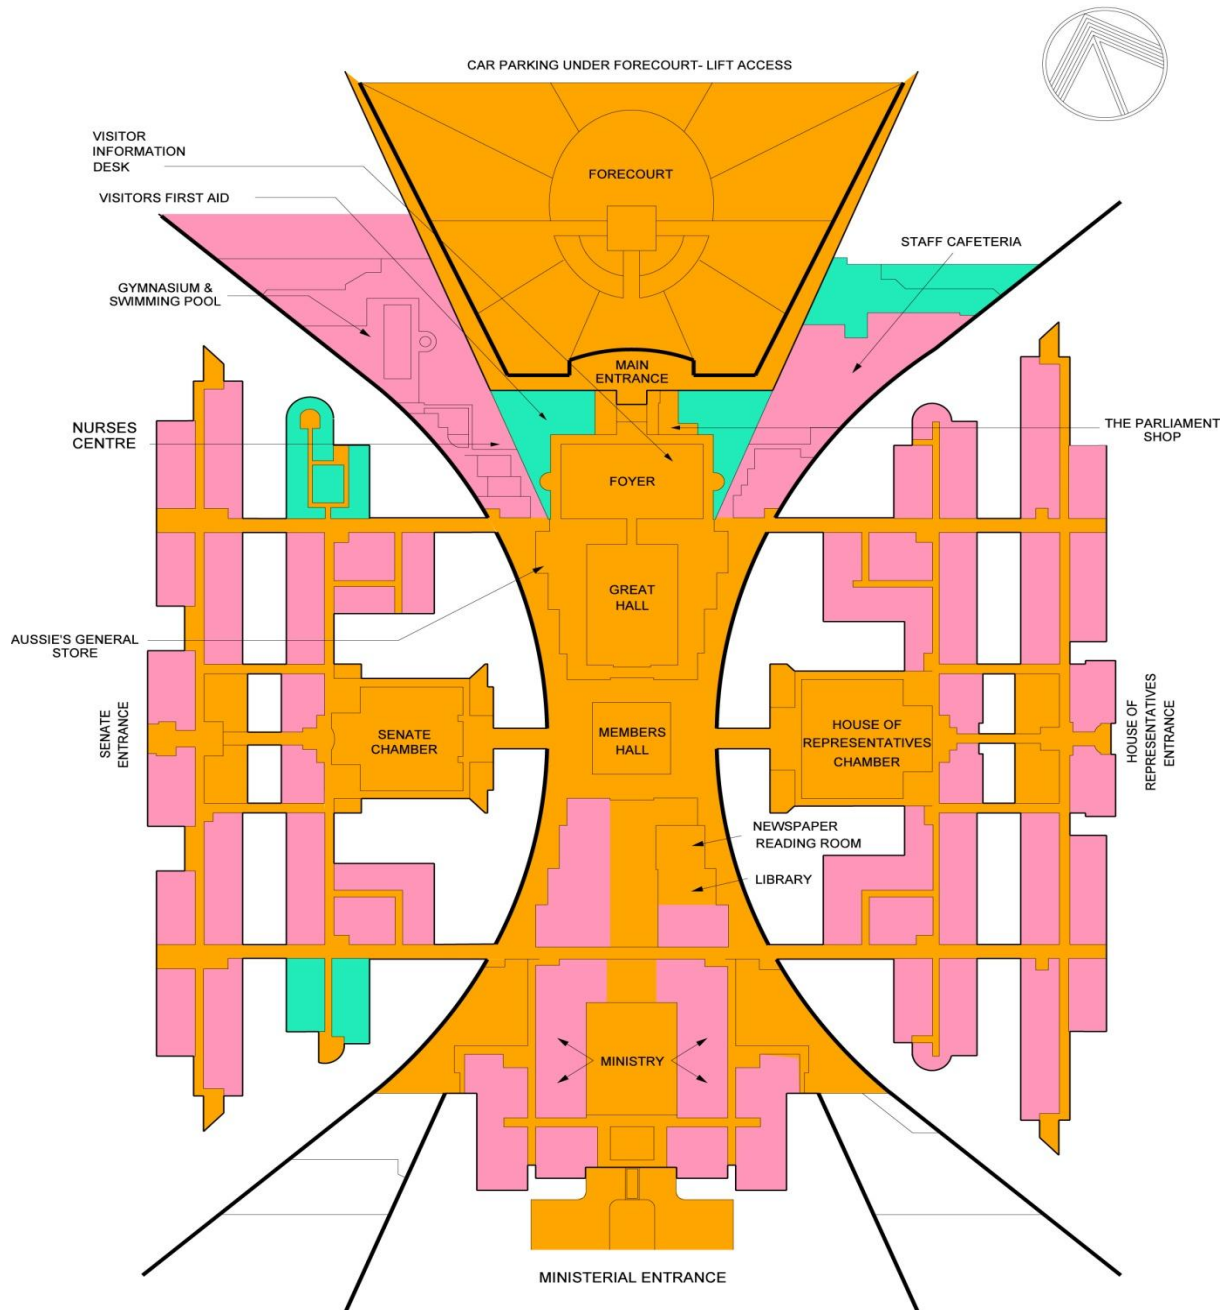 CAR PARKING UNDER FORECOURT- LIFT ACCESS
VISITOR
INFORMATION
DESK
VISITORS FIRST AID
FORECOURT
STAFF CAFETERIA
GYMNASIUM &
SWIMMING POOL
MAIN
ENTRANCE
NURSES
CENTRE
THE PARLIAMENT
SHOP
FOYER
GREAT
HALL
AUSSIE'S GENERAL
STORE
SENATE
ENTRANCE
SENATE
CHAMBER
MEMBERS
HALL
HOUSE OF
REPRESENTATIVES
CHAMBER
HOUSE OF
REPRESENTATIVES
ENTRANCE
NEWSPAPER
READING ROOM
LIBRARY
MINISTRY
MINISTERIAL ENTRANCE